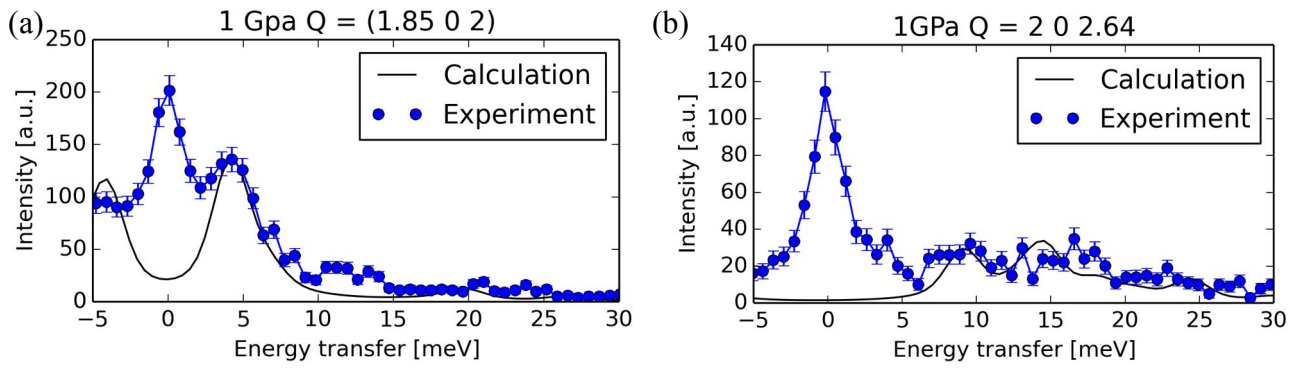 (a)
1 Gpa Q = (1.85 0 2)
250
200
150
100
50
0
Intensity [a.u.]
Calculation
Experiment
−5 0 5 10 15 20 25 30
Energy transfer [meV]
(b)
1GPa Q = 2 0 2.64
140
120
100
80
60
40
20
0
Intensity [a.u.]
Calculation
Experiment
−5 0 5 10 15 20 25 30
Energy transfer [meV]